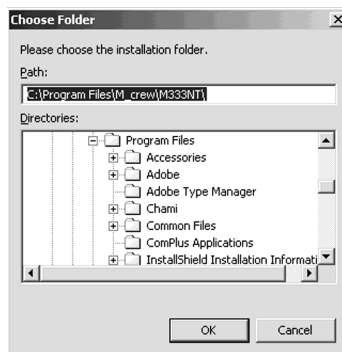 Choose Folder
Please choose the installation folder.
Path:
C:\Program Files\M_crew\M333NT\
Directories:
Program Files
Accessories
Adobe
Adobe Type Manager
Chami
Common Files
ComPlus Applications
InstallShield Installation Informati
OK Cancel